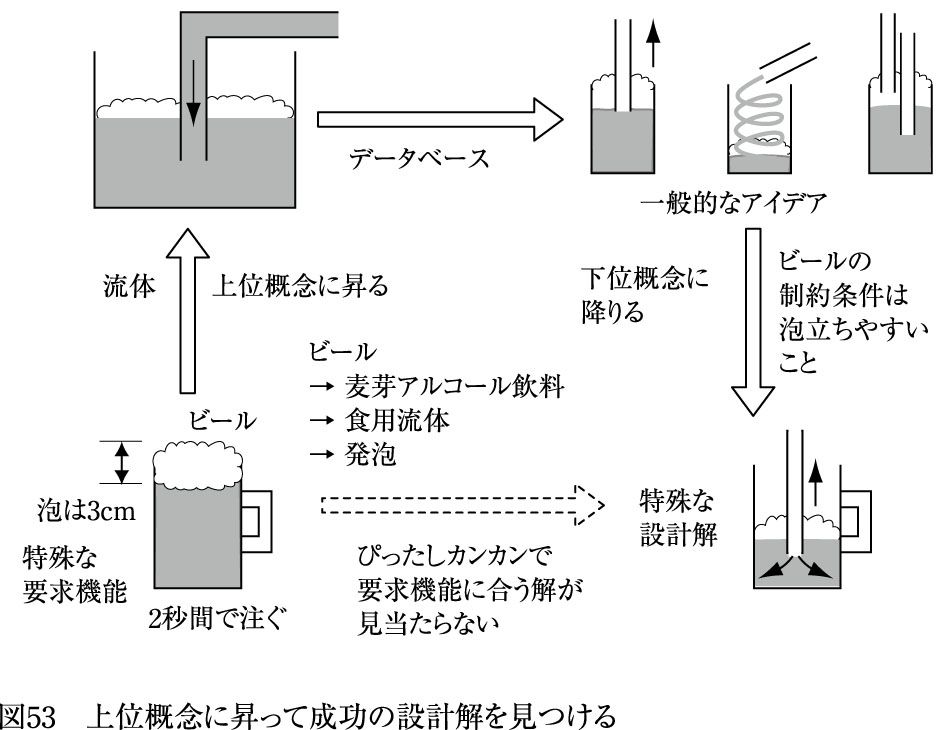 データベース
一般的なアイデア
流体
上位概念に昇る
下位概念に
降りる
ビールの
制約条件は
泡立ちやすい
こと
ビール
→ 麦芽アルコール飲料
→ 食用流体
→ 発泡
ビール
泡は3cm
特殊な
要求機能
2秒間で注ぐ
ぴったしカンカンで
要求機能に合う解が
見当たらない
特殊な
設計解
図53 上位概念に昇って成功の設計解を見つける